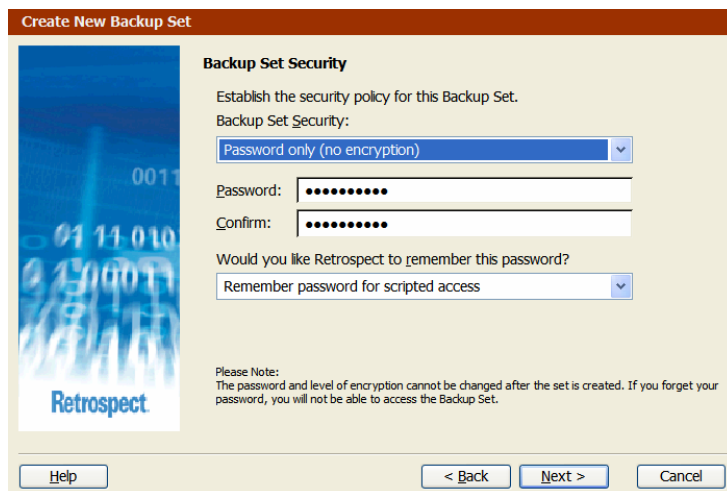 Create New Backup Set
Backup Set Security
Establish the security policy for this Backup Set.
Backup Set Security:
Password only (no encryption)
0011
Password:
01 11 010
Confirm:
Would you like Retrospect to remember this password?
Remember password for scripted access
Please Note:
The password and level of encryption cannot be changed after the set is created. If you forget your
password, you will not be able to access the Backup Set.
Retrospect.
Help
< Back
Next >
Cancel